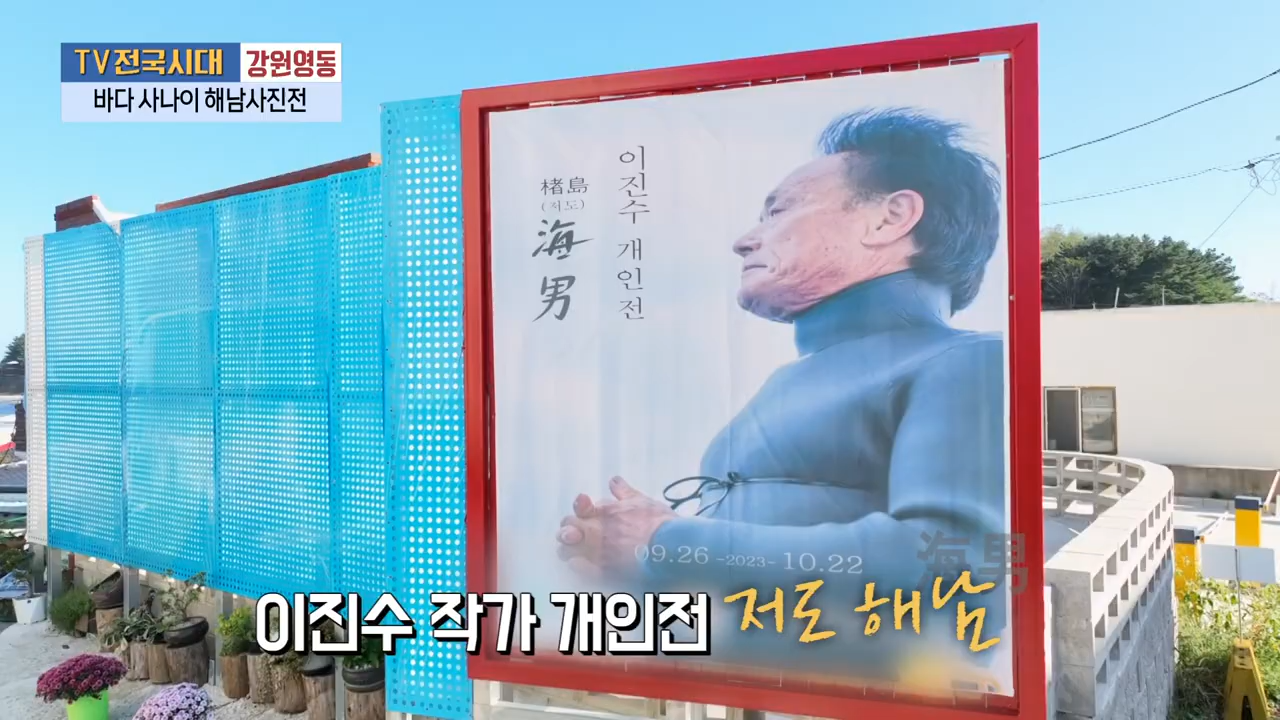 TV전국시대 강원영동
바다 사나이 해남사진전
이진수 개인전
楮島
(저도)
海男
09.26 -2023- 10.22
海男
이진수 작가 개인전 저도 해남